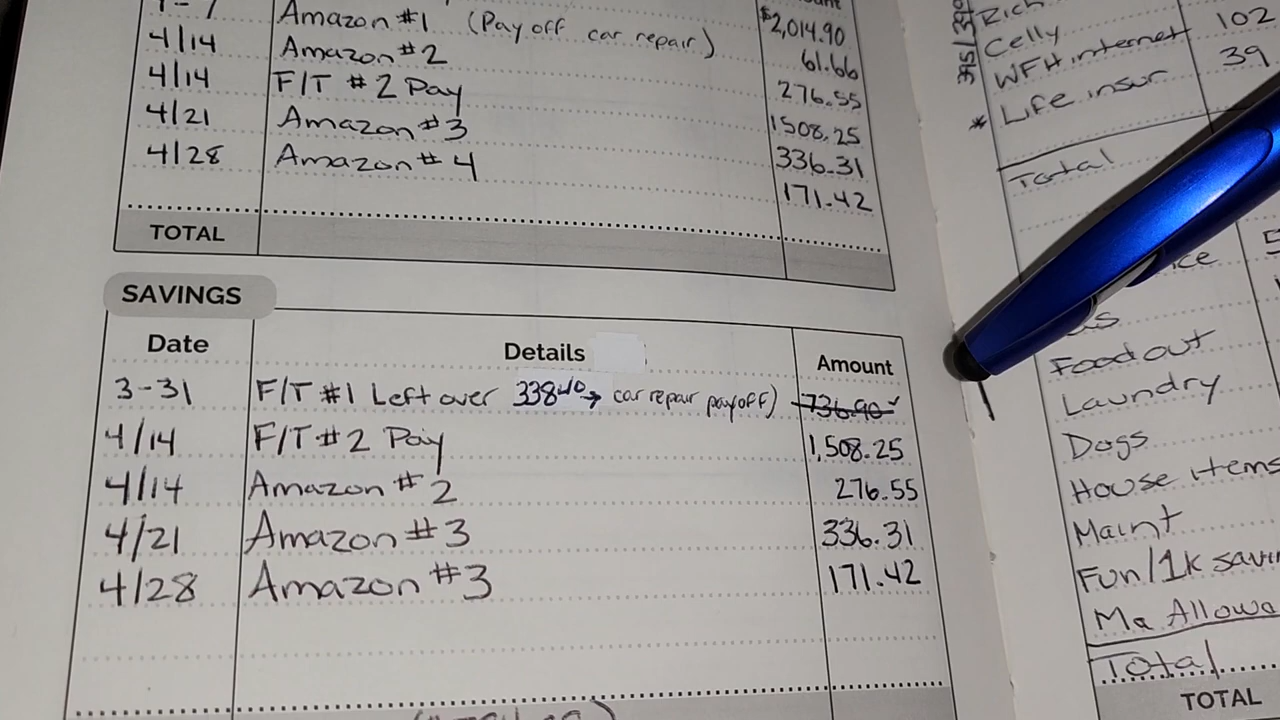 Amazon #1 (Pay off car repair) $2,014.90
4/14 Amazon #2 61.66
4/14 F/T #2 Pay 276.55
4/21 Amazon #3 1508.25
4/28 Amazon #4 336.31
171.42
TOTAL
SAVINGS
Date Details Amount
3-31 F/T #1 Left over 338.40 → car repair payoff) 736.90
4/14 F/T #2 Pay 1,508.25
4/14 Amazon #2 276.55
4/21 Amazon #3 336.31
4/28 Amazon #3 171.42
Rich
Celly
WFH internet 102
* Life insur 39
Total
Food out
Laundry
Dogs
House items
Maint
Fun/1k savin
Ma Allowa
Total
TOTAL